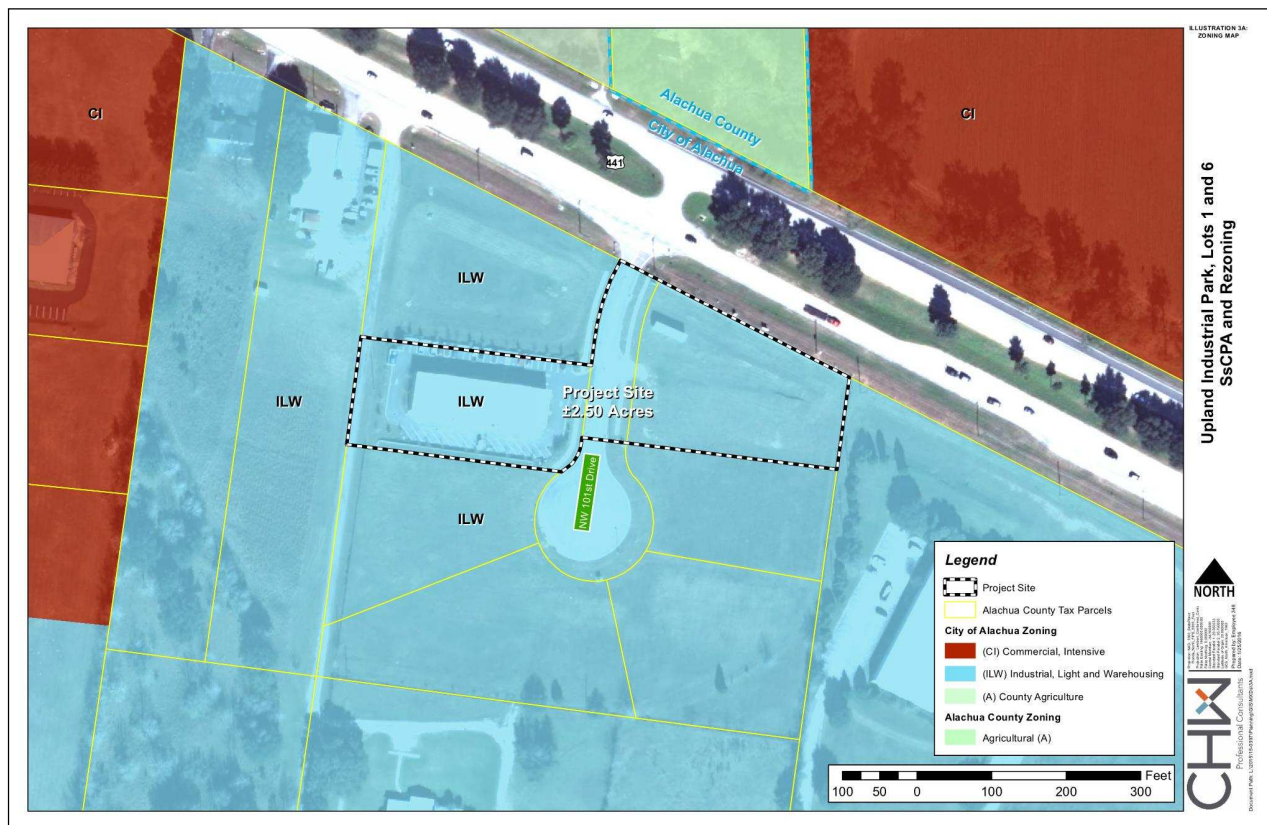 ILLUSTRATION 3A:
ZONING MAP
Upland Industrial Park, Lots 1 and 6
SsCPA and Rezoning
CI
Alachua County
City of Alachua
CI
441
ILW
ILW
ILW
Project Site
±2.50 Acres
ILW
NW 101st Drive
Legend
Project Site
Alachua County Tax Parcels
City of Alachua Zoning
(CI) Commercial, Intensive
(ILW) Industrial, Light and Warehousing
(A) County Agriculture
Alachua County Zoning
Agricultural (A)
100 50 0 100 200 300 Feet
NORTH
CHW
Professional Consultants